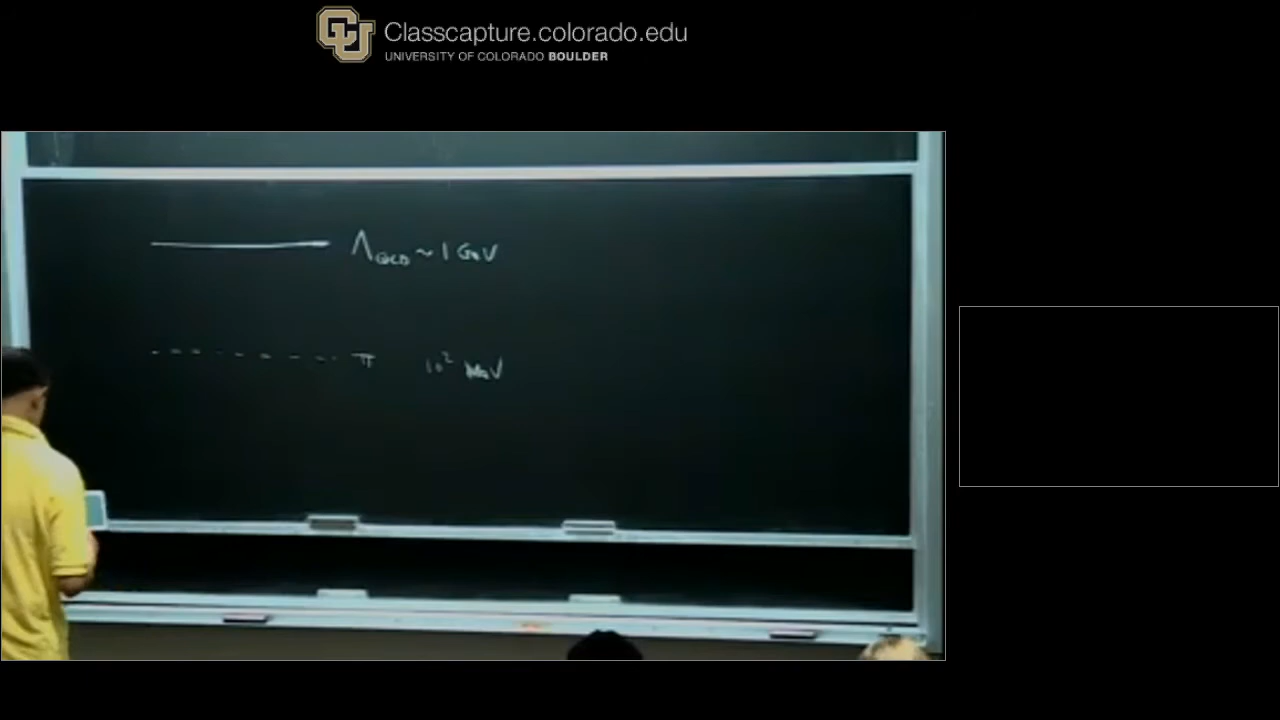 Classcapture.colorado.edu
UNIVERSITY OF COLORADO BOULDER
Λ_QCD ~ 1 GeV
π 10² MeV